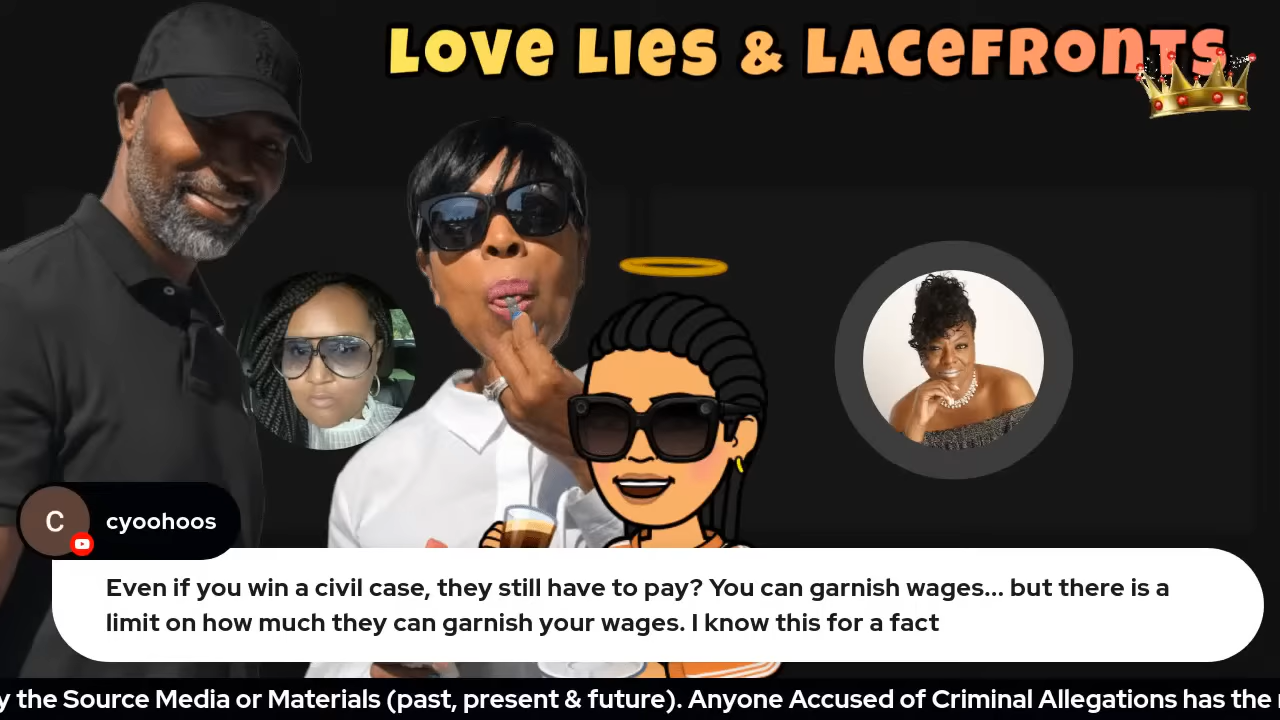 LOVE LIES & LACEFRONTS
C
cyoohoos
Even if you win a civil case, they still have to pay? You can garnish wages... but there is a
limit on how much they can garnish your wages. I know this for a fact
y the Source Media or Materials (past, present & future). Anyone Accused of Criminal Allegations has the